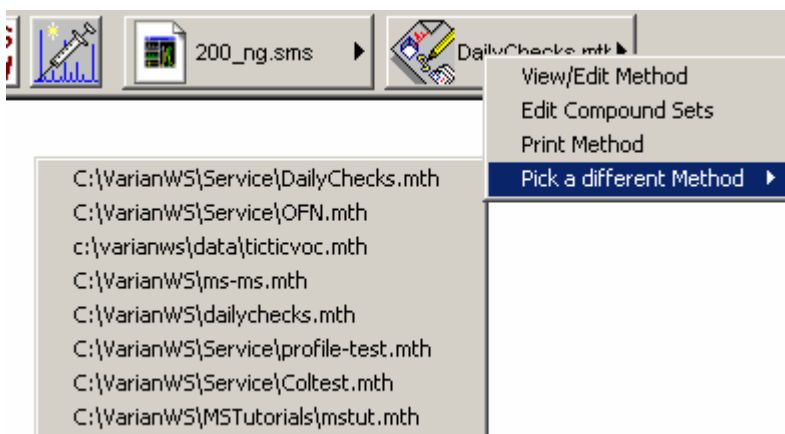 200_ng.sms
DailyChecks.mth
View/Edit Method
Edit Compound Sets
Print Method
Pick a different Method
C:\VarianWS\Service\DailyChecks.mth
C:\VarianWS\Service\OFN.mth
c:\varianws\data\ticticvoc.mth
C:\VarianWS\ms-ms.mth
C:\VarianWS\dailychecks.mth
C:\VarianWS\Service\profile-test.mth
C:\VarianWS\Service\Coltest.mth
C:\VarianWS\MSTutorials\mstut.mth